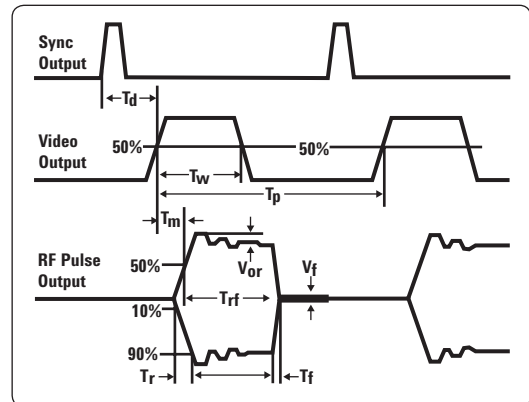 Sync
Output
Td
Video
Output
50%
50%
Tw
Tp
Tm
RF Pulse
Output
50%
Vor
Vf
Trf
10%
90%
Tr
Tf